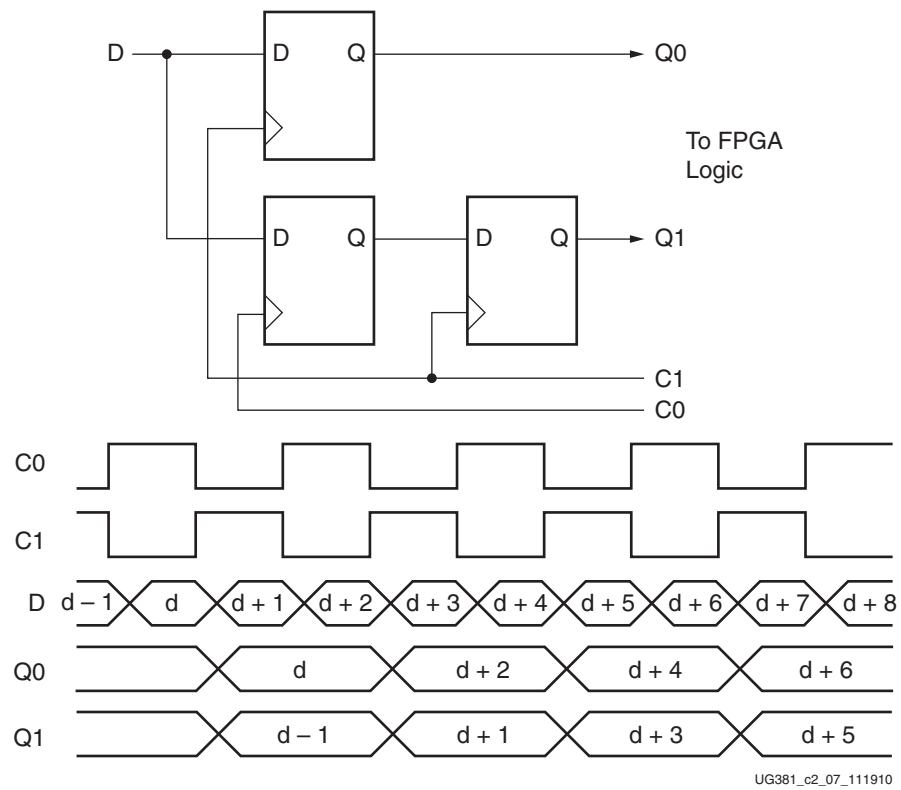 D D Q Q0
To FPGA
Logic
D Q D Q Q1
C1
C0
C0
C1
D d – 1 d d + 1 d + 2 d + 3 d + 4 d + 5 d + 6 d + 7 d + 8
Q0 d d + 2 d + 4 d + 6
Q1 d – 1 d + 1 d + 3 d + 5
UG381_c2_07_111910